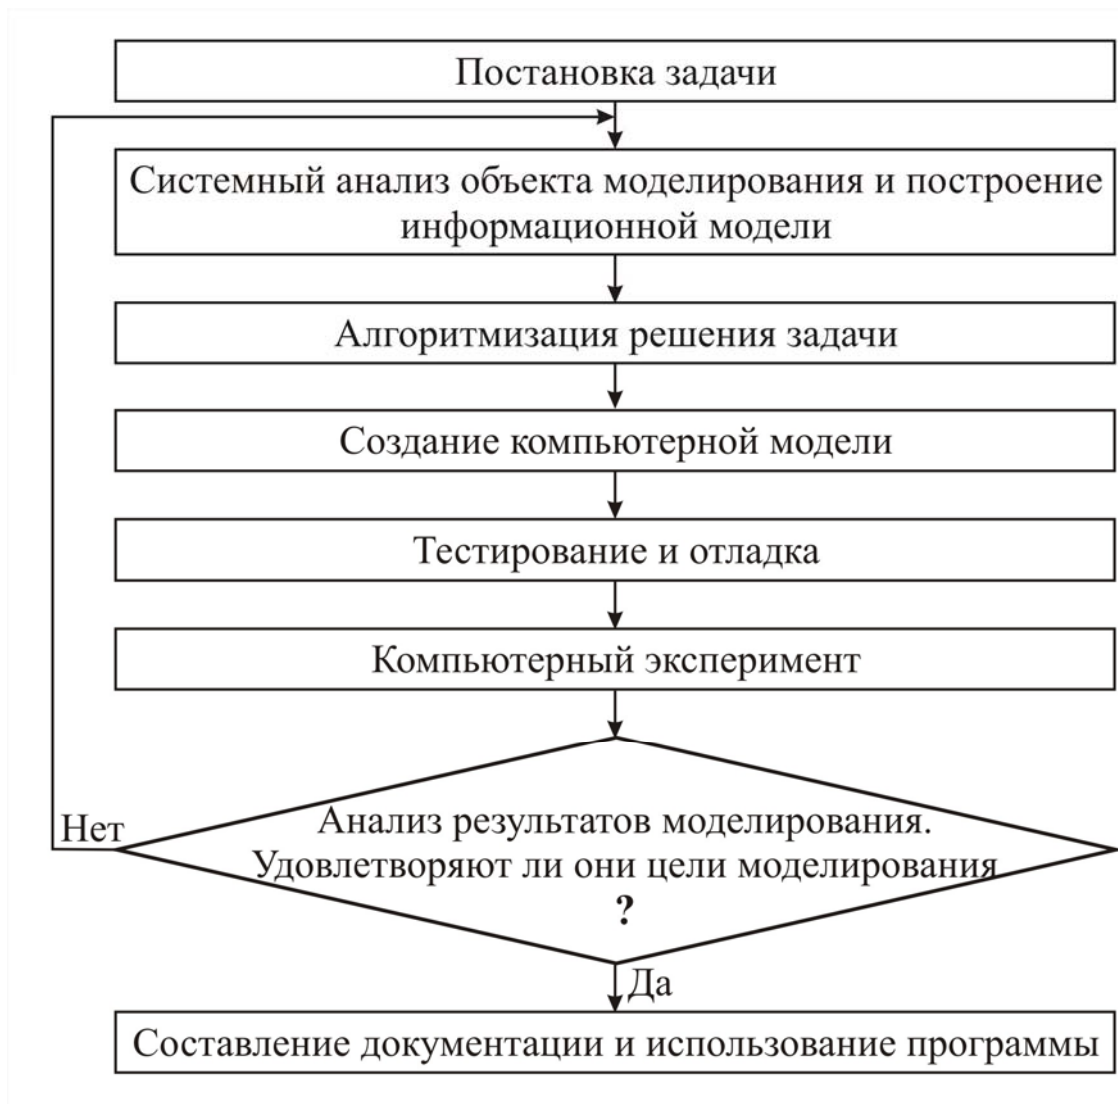 Постановка задачи
Системный анализ объекта моделирования и построение
информационной модели
Алгоритмизация решения задачи
Создание компьютерной модели
Тестирование и отладка
Компьютерный эксперимент
Нет
Анализ результатов моделирования.
Удовлетворяют ли они цели моделирования
?
Да
Составление документации и использование программы